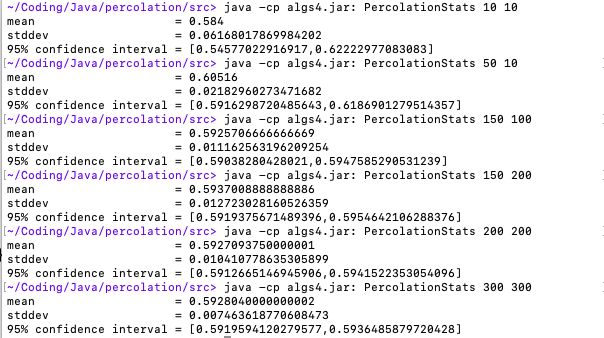 ~/Coding/Java/percolation/src> java -cp algs4.jar: PercolationStats 10 10
mean = 0.584
stddev = 0.06168017869984202
95% confidence interval = [0.54577022916917,0.62222977083083]
[~/Coding/Java/percolation/src> java -cp algs4.jar: PercolationStats 50 10
mean = 0.60516
stddev = 0.02182960273471682
95% confidence interval = [0.5916298720485643,0.6186901279514357]
[~/Coding/Java/percolation/src> java -cp algs4.jar: PercolationStats 150 100
mean = 0.5925706666666669
stddev = 0.011162563196209254
95% confidence interval = [0.59038280428021,0.5947585290531239]
[~/Coding/Java/percolation/src> java -cp algs4.jar: PercolationStats 150 200
mean = 0.5937008888888886
stddev = 0.012723028160526359
95% confidence interval = [0.5919375671489396,0.5954642106288376]
[~/Coding/Java/percolation/src> java -cp algs4.jar: PercolationStats 200 200
mean = 0.5927093750000001
stddev = 0.010410778635305899
95% confidence interval = [0.5912665146945906,0.5941522353054096]
[~/Coding/Java/percolation/src> java -cp algs4.jar: PercolationStats 300 300
mean = 0.5928040000000002
stddev = 0.007463618770608473
95% confidence interval = [0.5919594120279577,0.5936485879720428]